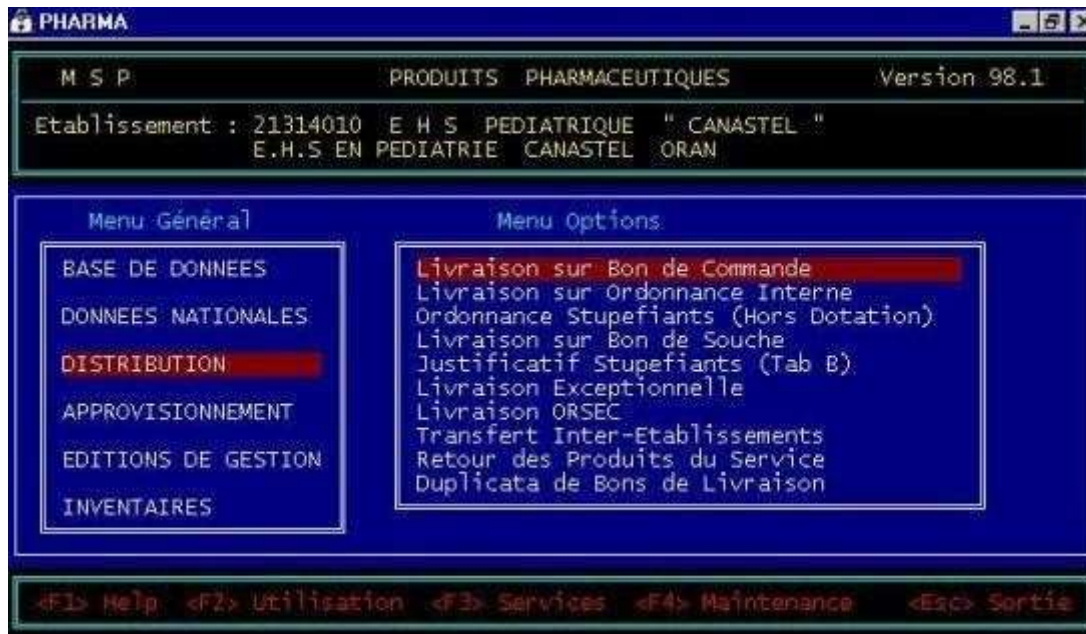 PHARMA
M S P PRODUITS PHARMACEUTIQUES Version 98.1
Etablissement : 21314010 E H S PEDIATRIQUE " CANASTEL "
E.H.S EN PEDIATRIE CANASTEL ORAN
Menu Général
BASE DE DONNEES
DONNEES NATIONALES
DISTRIBUTION
APPROVISIONNEMENT
EDITIONS DE GESTION
INVENTAIRES
Menu Options
Livraison sur Bon de Commande
Livraison sur Ordonnance Interne
Ordonnance Stupefiants (Hors Dotation)
Livraison sur Bon de Souche
Justificatif Stupefiants (Tab B)
Livraison Exceptionnelle
Livraison ORSEC
Transfert Inter-Etablissements
Retour des Produits du Service
Duplicata de Bons de Livraison
<F1> Help <F2> Utilisation <F3> Services <F4> Maintenance <Esc> Sortie